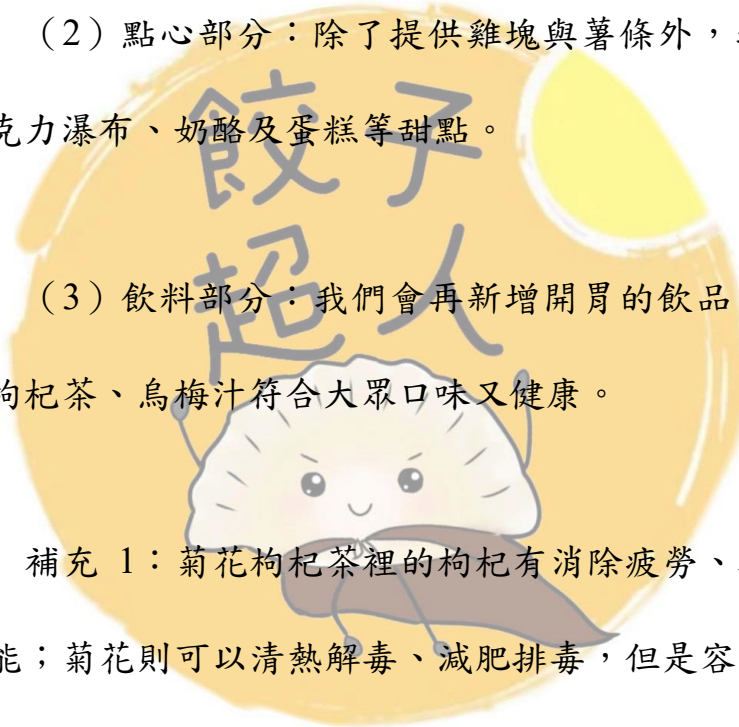 （2）點心部分：除了提供雞塊與薯條外，
克力瀑布、奶酪及蛋糕等甜點。
餃子
（3）飲料部分：我們會再新增開胃的飲品
超人
枸杞茶、烏梅汁符合大眾口味又健康。
補充 1：菊花枸杞茶裡的枸杞有消除疲勞、
能；菊花則可以清熱解毒、減肥排毒，但是容